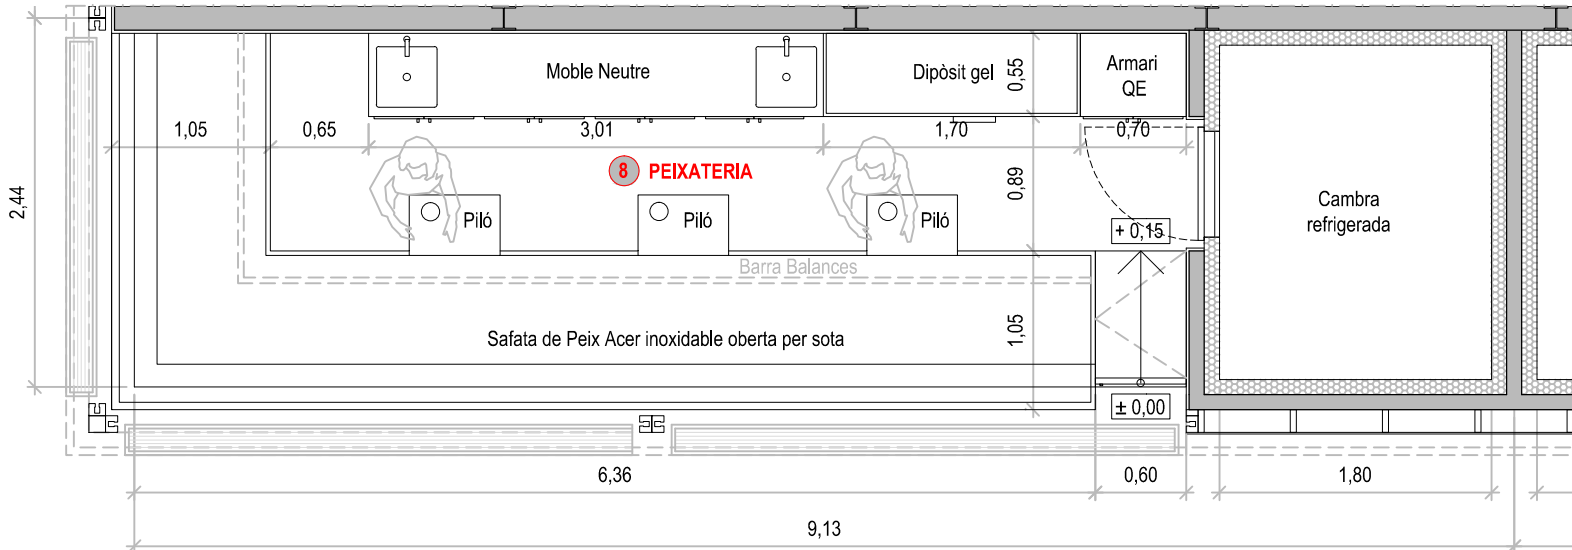 Moble Neutre
Dipòsit gel
0,55
Armari
QE
1,05
0,65
3,01
1,70
0,70
8 PEIXATERIA
0,89
2,44
Piló
Piló
Piló
Cambra
refrigerada
+ 0,15
Barra Balances
Safata de Peix Acer inoxidable oberta per sota
1,05
± 0,00
6,36
0,60
1,80
9,13